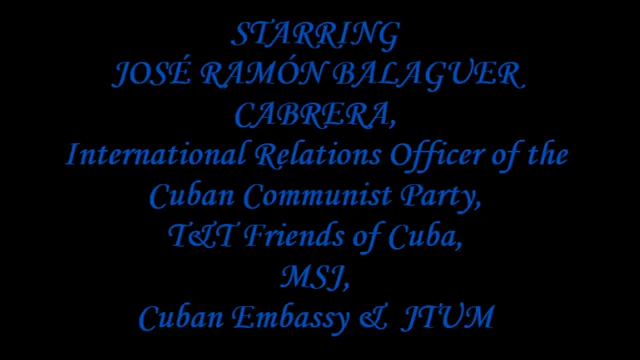 STARRING
JOSÉ RAMÓN BALAGUER
CABRERA,
International Relations Officer of the
Cuban Communist Party,
T&T Friends of Cuba,
MSJ,
Cuban Embassy & JTUM